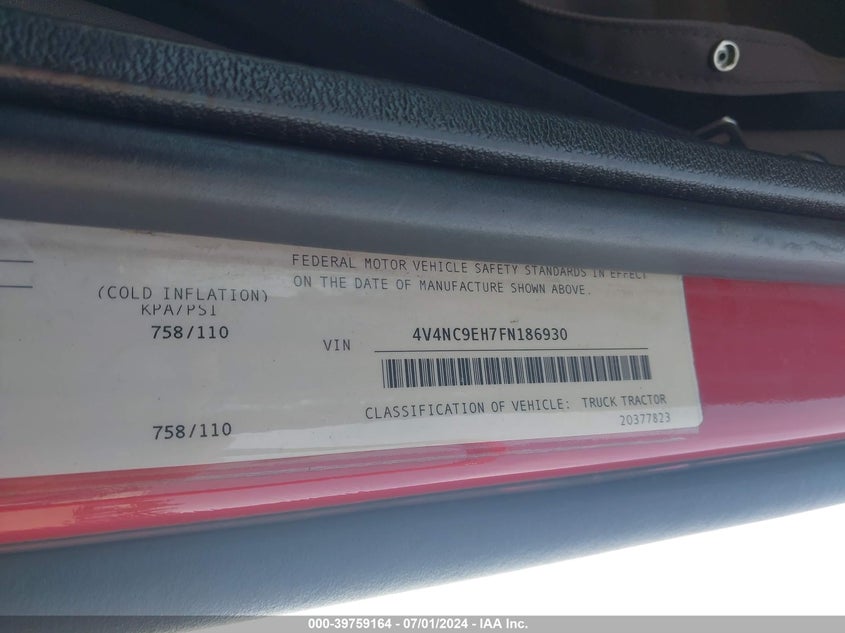 FEDERAL MOTOR VEHICLE SAFETY STANDARDS IN EFFECT
ON THE DATE OF MANUFACTURE SHOWN ABOVE.
(COLD INFLATION)
KPA/PSI
758/110
VIN 4V4NC9EH7FN186930
CLASSIFICATION OF VEHICLE: TRUCK TRACTOR
20377823
758/110
000-39759164 - 07/01/2024 - IAA Inc.